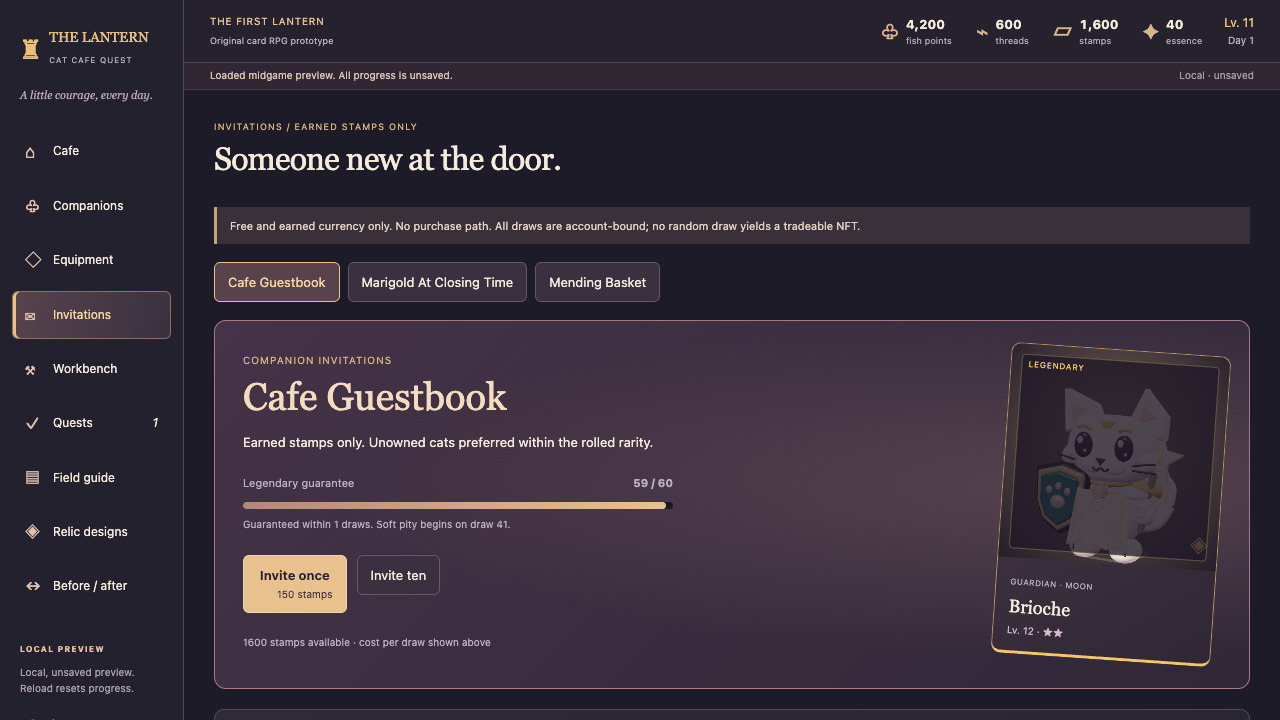 THE LANTERN
CAT CAFE QUEST
A little courage, every day.
Cafe
Companions
Equipment
Invitations
Workbench
Quests 1
Field guide
Relic designs
Before / after
LOCAL PREVIEW
Local, unsaved preview.
Reload resets progress.
THE FIRST LANTERN
Original card RPG prototype
4,200
fish points
600
threads
1,600
stamps
40
essence
Lv. 11
Day 1
Loaded midgame preview. All progress is unsaved.
Local · unsaved
INVITATIONS / EARNED STAMPS ONLY
Someone new at the door.
Free and earned currency only. No purchase path. All draws are account-bound; no random draw yields a tradeable NFT.
Cafe Guestbook
Marigold At Closing Time
Mending Basket
COMPANION INVITATIONS
Cafe Guestbook
Earned stamps only. Unowned cats preferred within the rolled rarity.
Legendary guarantee 59 / 60
Guaranteed within 1 draws. Soft pity begins on draw 41.
Invite once
150 stamps
Invite ten
1600 stamps available · cost per draw shown above
LEGENDARY
GUARDIAN · MOON
Brioche
Lv. 12 · ★★